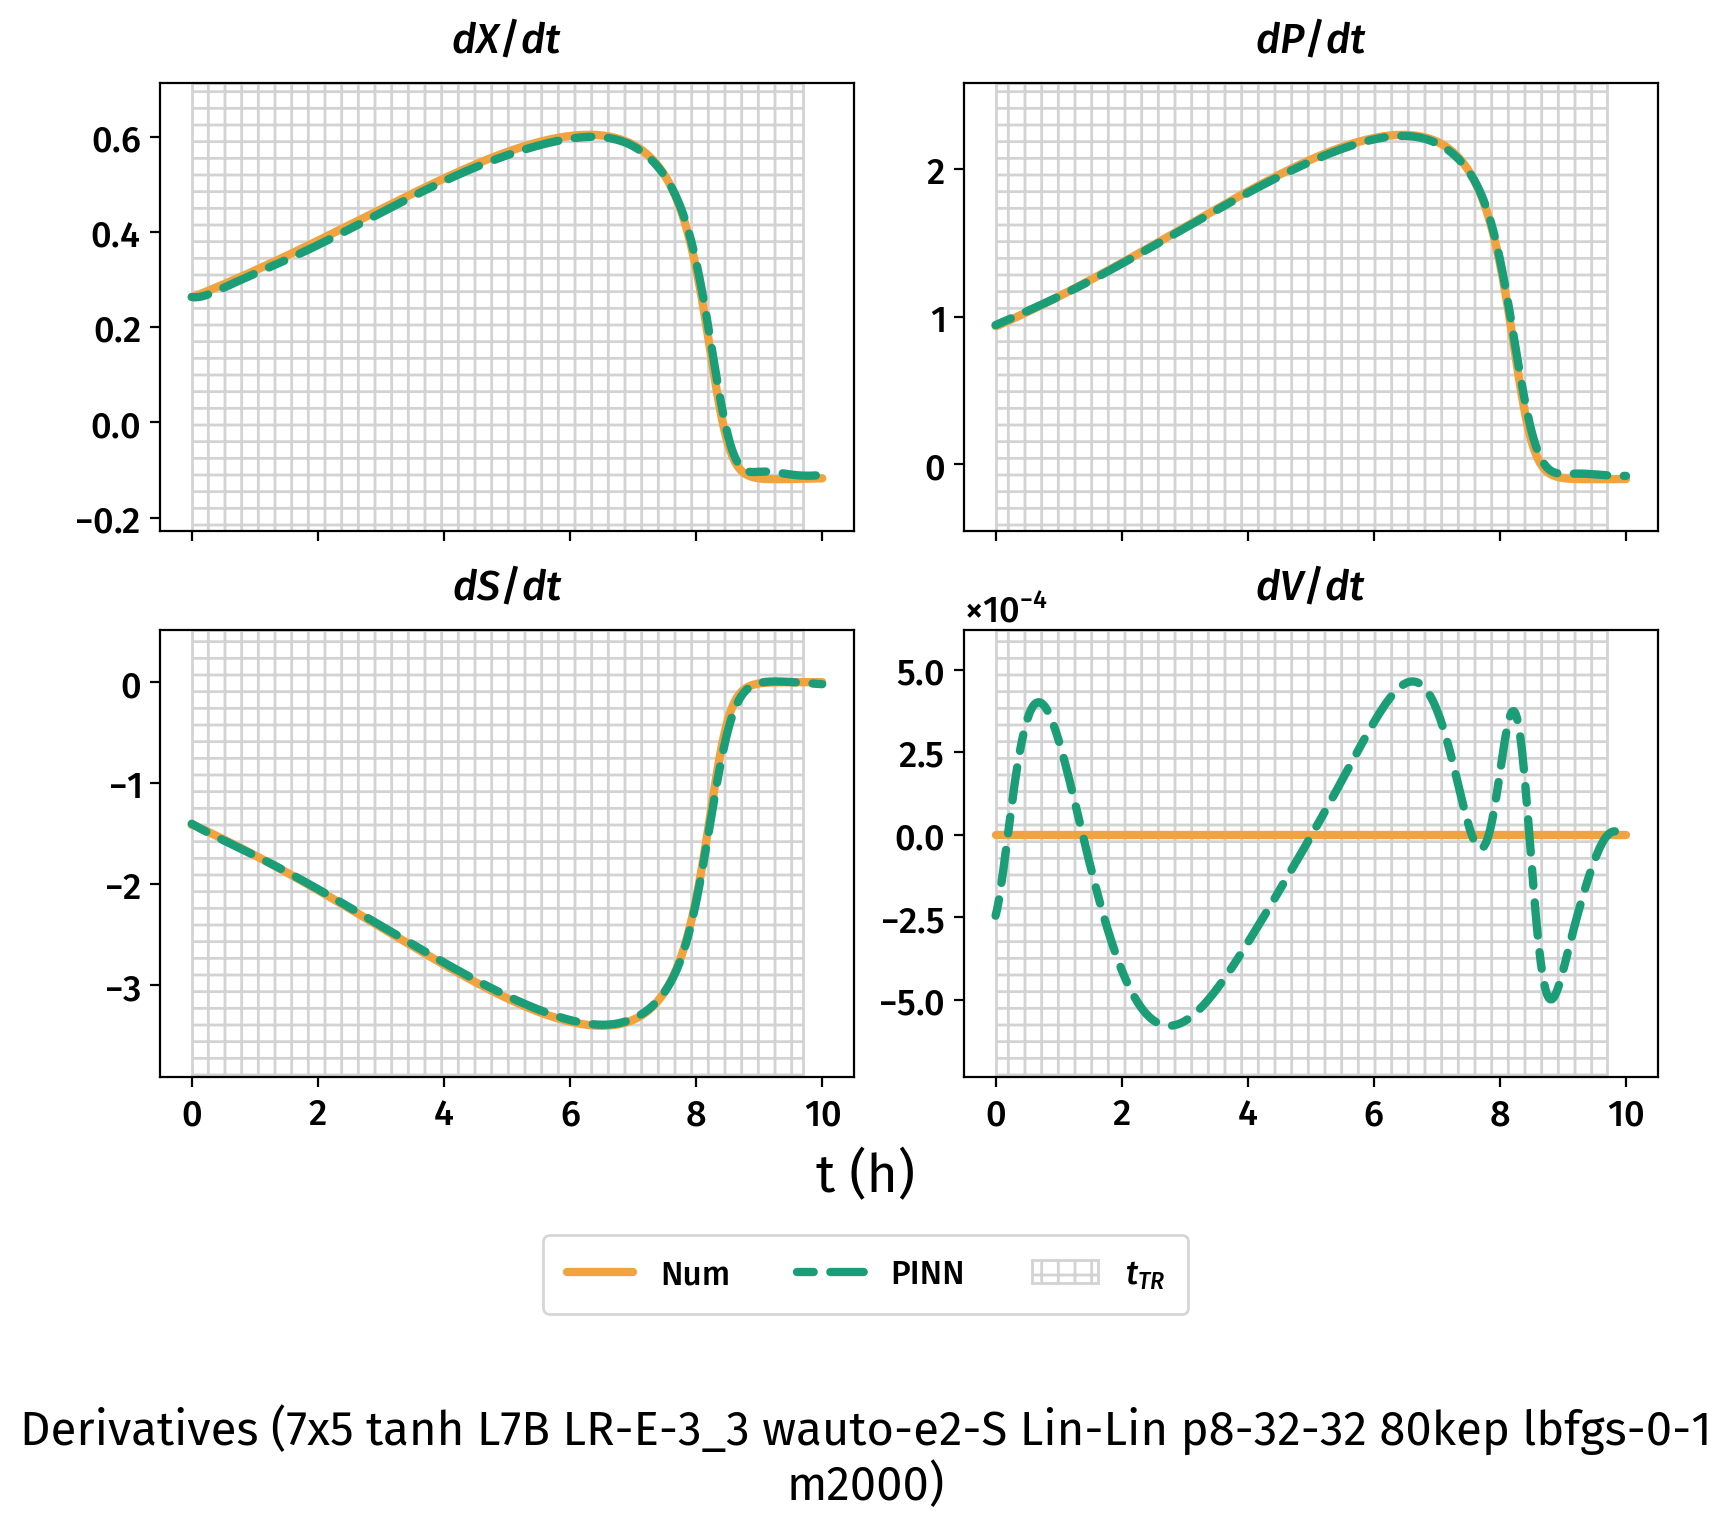 dX/dt
dP/dt
0.6
0.4
0.2
0.0
−0.2
2
1
0
dS/dt
dV/dt
×10⁻⁴
0
−1
−2
−3
5.0
2.5
0.0
−2.5
−5.0
0 2 4 6 8 10
0 2 4 6 8 10
t (h)
Num PINN t_TR
Derivatives (7x5 tanh L7B LR-E-3_3 wauto-e2-S Lin-Lin p8-32-32 80kep lbfgs-0-1
m2000)